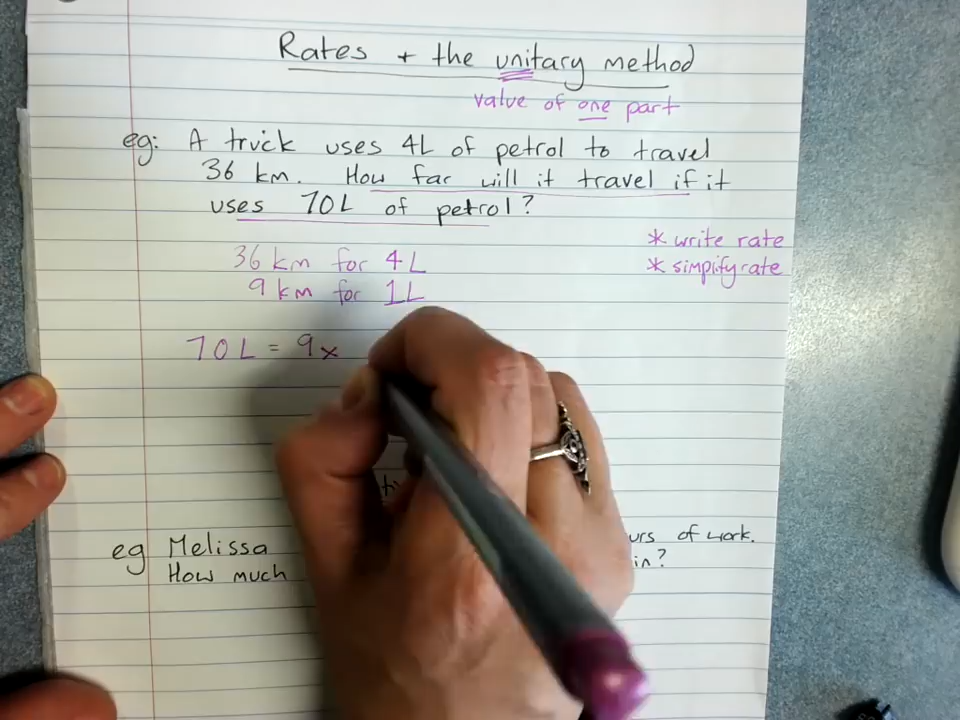 Rates + the unitary method
value of one part
eg: A truck uses 4L of petrol to travel
36 km. How far will it travel if it
uses 70L of petrol?
* write rate
* simplify rate
36 km for 4L
9 km for 1L
70L = 9x
eg Melissa urs of work.
How much in?